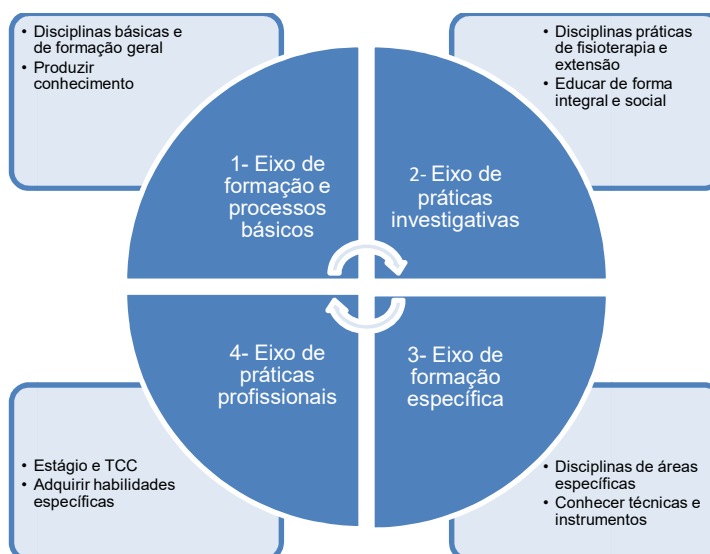 • Disciplinas básicas e
de formação geral
• Produzir
conhecimento
• Disciplinas práticas
de fisioterapia e
extensão
• Educar de forma
integral e social
1- Eixo de
formação e
processos
básicos
2- Eixo de
práticas
investigativas
4- Eixo de
práticas
profissionais
3- Eixo de
formação
específica
• Estágio e TCC
• Adquirir habilidades
específicas
• Disciplinas de áreas
específicas
• Conhecer técnicas e
instrumentos